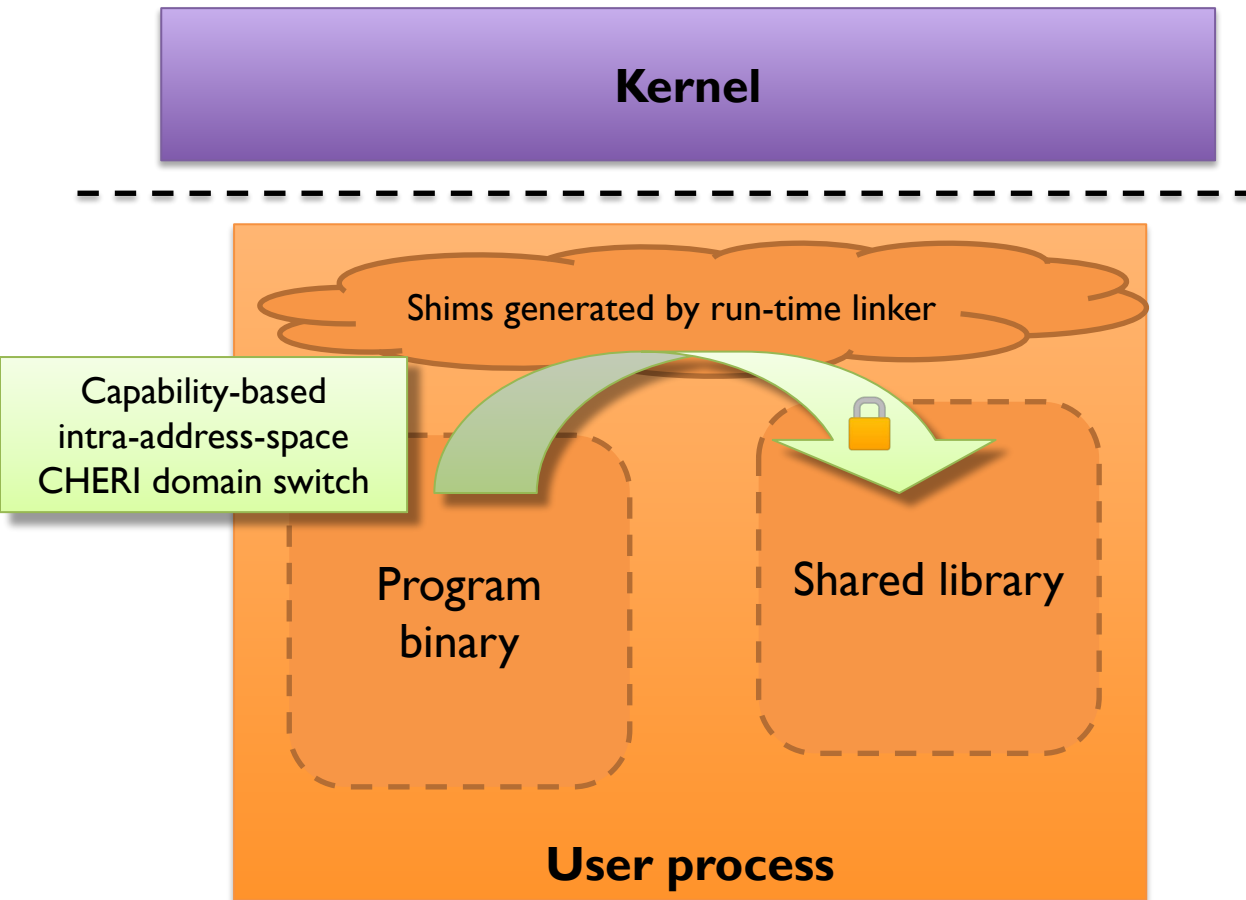 Kernel
Shims generated by run-time linker
Capability-based
intra-address-space
CHERI domain switch
Program
binary
Shared library
User process